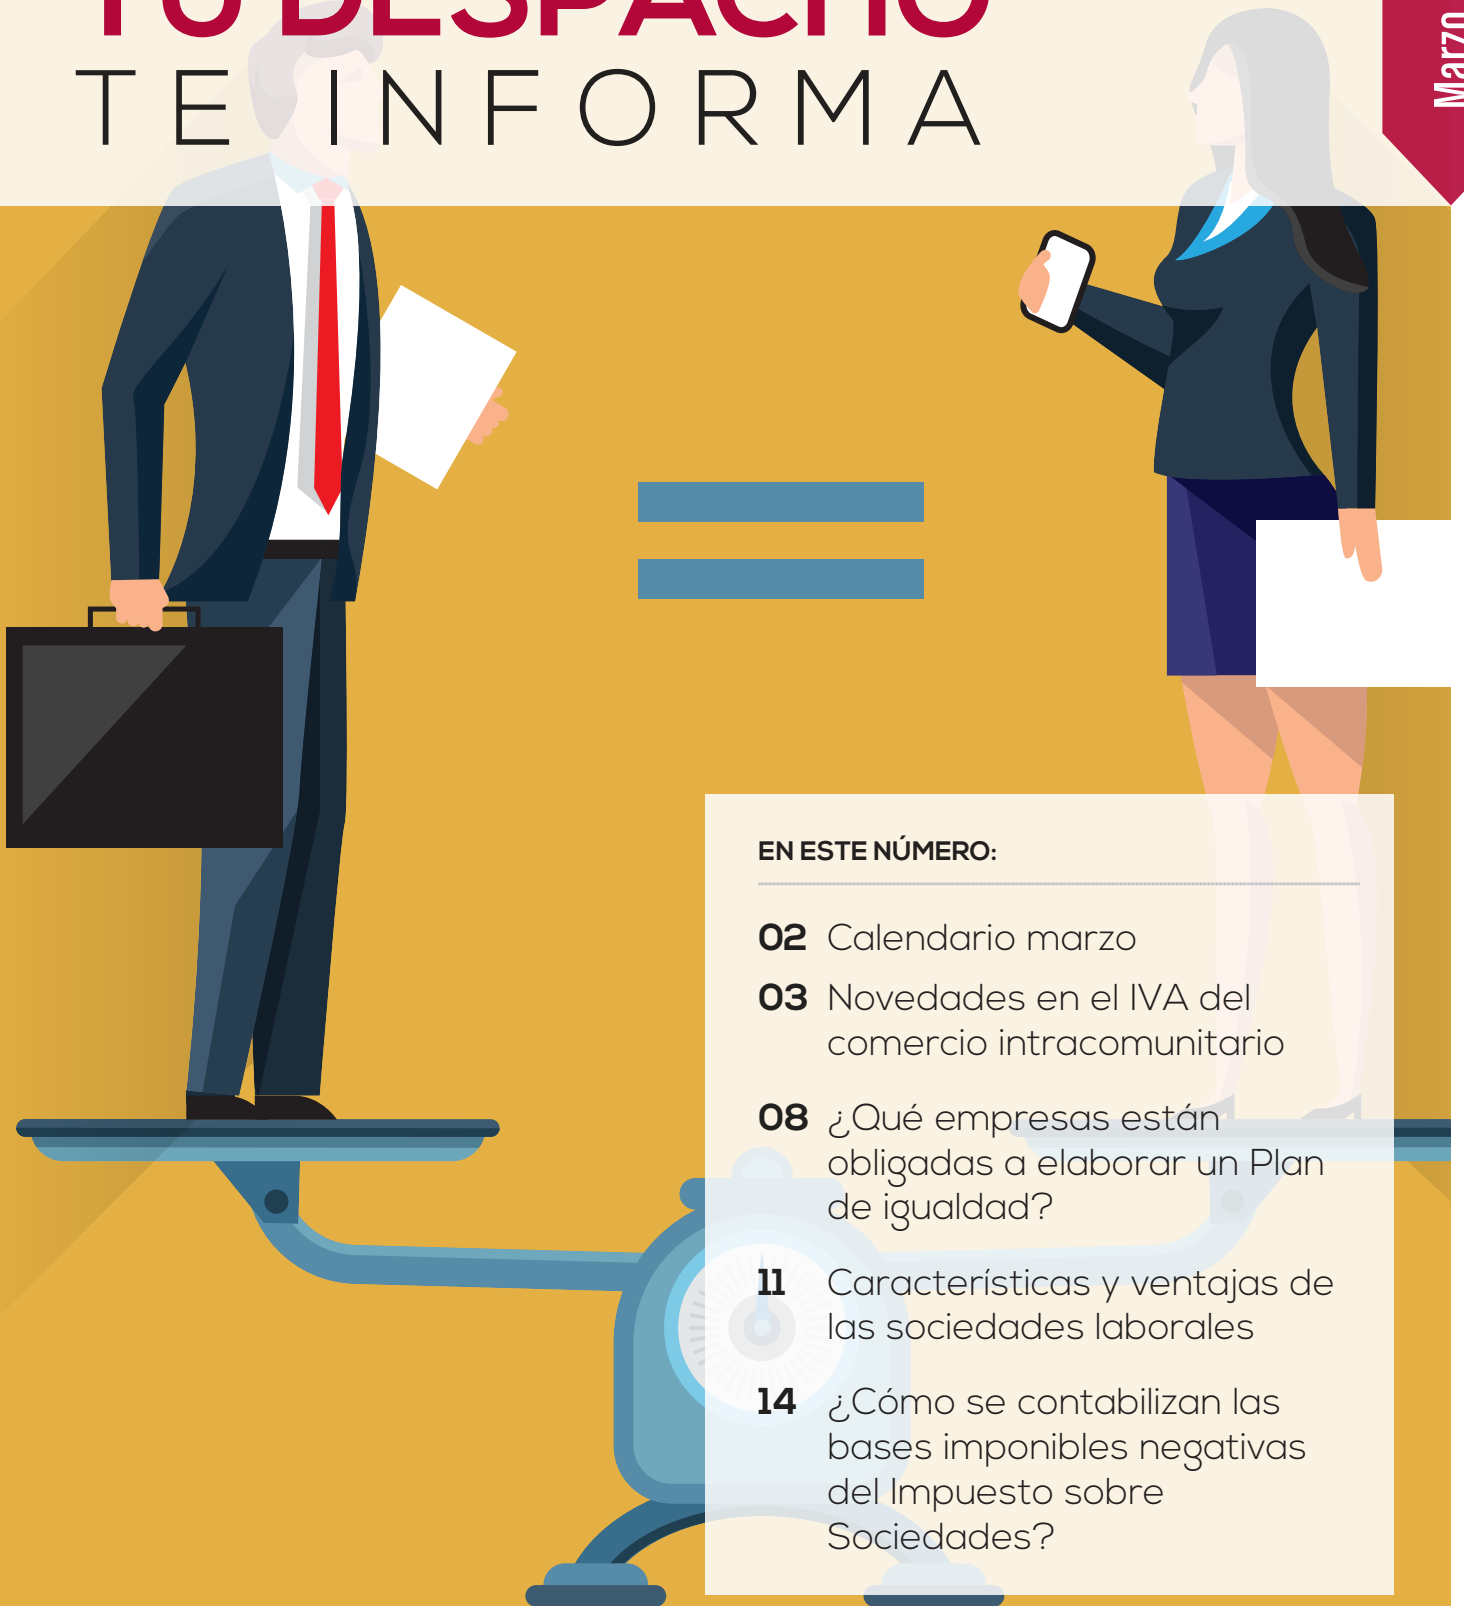 TU DESPACHO
TE INFORMA
Marzo
EN ESTE NÚMERO:
02 Calendario marzo
03 Novedades en el IVA del
comercio intracomunitario
08 ¿Qué empresas están
obligadas a elaborar un Plan
de igualdad?
11 Características y ventajas de
las sociedades laborales
14 ¿Cómo se contabilizan las
bases imponibles negativas
del Impuesto sobre
Sociedades?